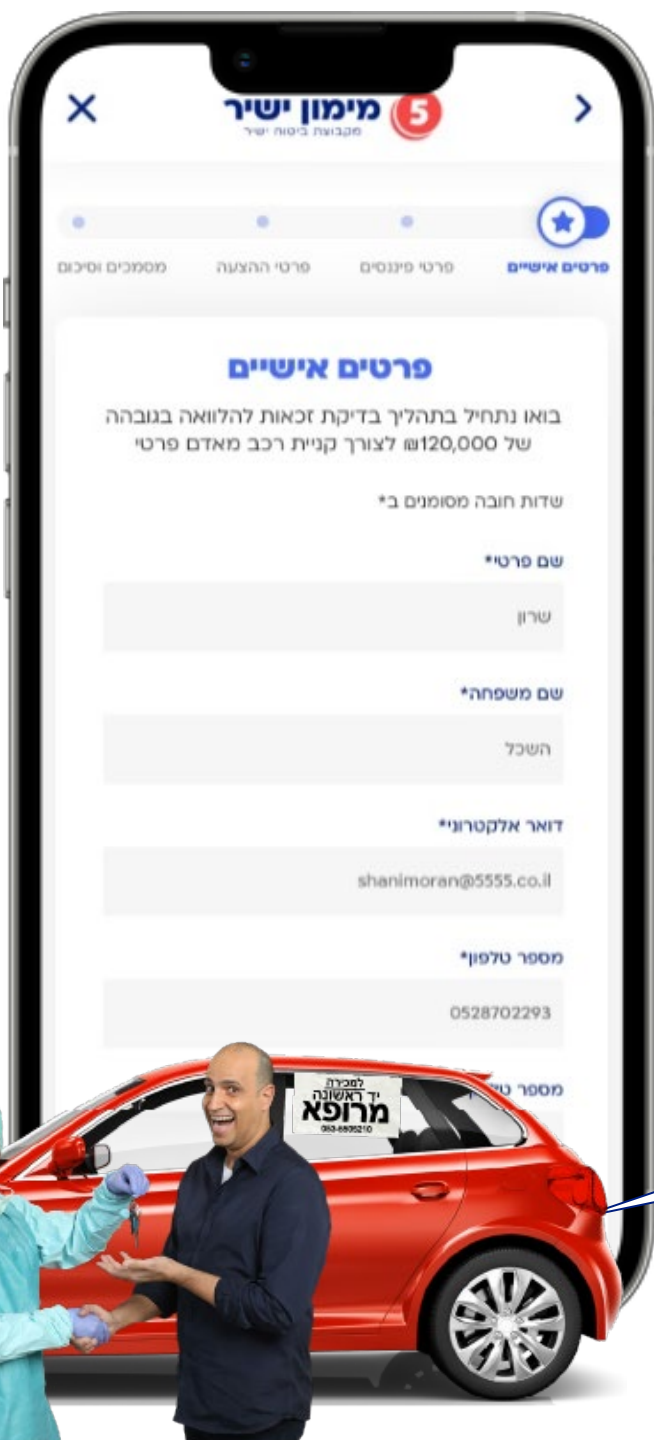 מימון ישיר 5
מקבוצת ביטוח ישיר
פרטים אישיים
פרטי פיננסים
פרטי ההצעה
מסמכים וסיכום
פרטים אישיים
בואו נתחיל בתהליך בדיקת זכאות להלוואה בגובהה
של 120,000₪ לצורך קניית רכב מאדם פרטי
שדות חובה מסומנים ב*
שם פרטי*
שרון
שם משפחה*
השכל
דואר אלקטרוני*
shanimoran@5555.co.il
מספר טלפון*
0528702293
מספר
למכירה
יד ראשונה
מרופא